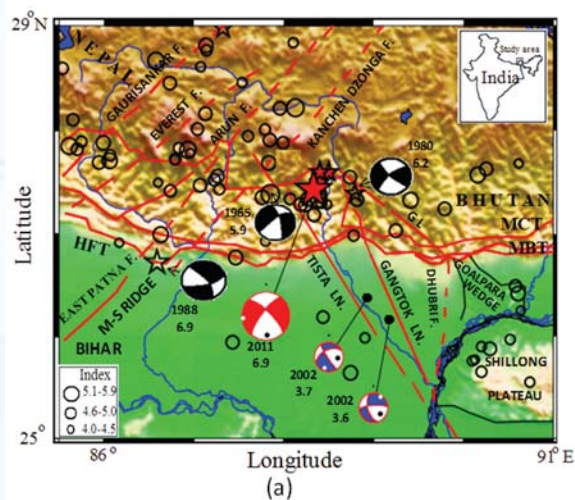 29°N
NEPAL
GAURISANKAR F.
EVEREST F.
ARUN F.
KANCHEN DZONGA F.
Study area
India
1980
6.2
BHUTAN
G.L
MCT
MBT
1965
5.9
HFT
EAST PATNA F.
M-S RIDGE
TISTA LN.
GANGTOK LN.
DHUBRI F.
GOALPARA
WEDGE
1988
6.9
BIHAR
2011
6.9
2002
3.7
2002
3.6
SHILLONG
PLATEAU
Index
5.1-5.9
4.6-5.0
4.0-4.5
Latitude
25°
86°
Longitude
91°E
(a)